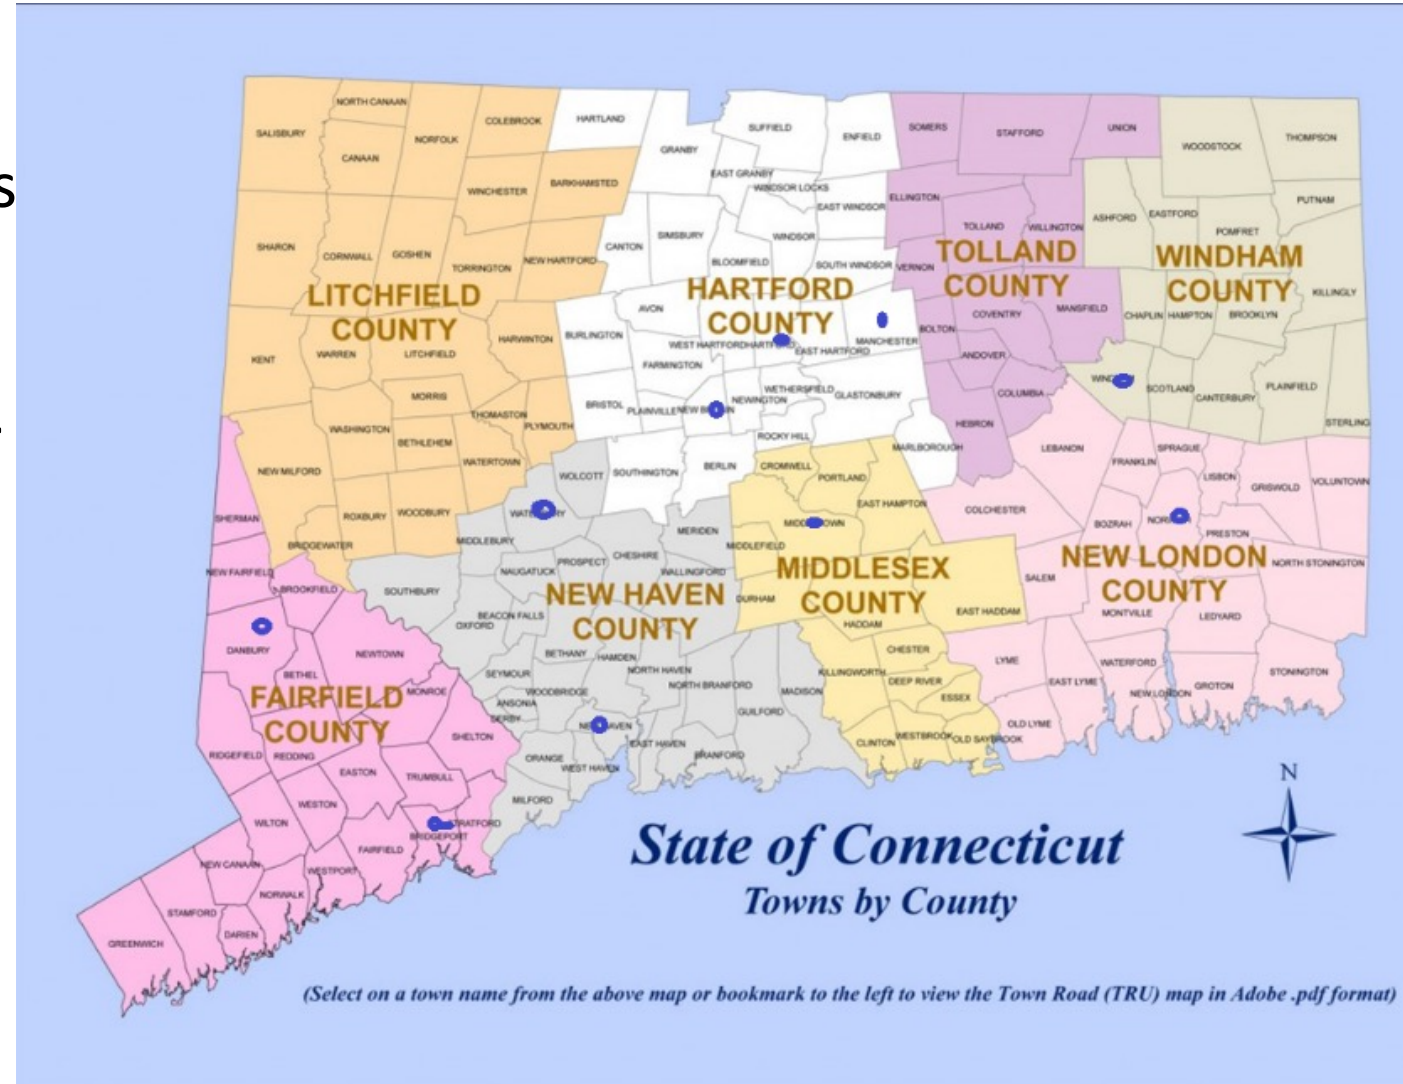 S
NORTH CANAAN
COLEBROOK
HARTLAND
SUFFIELD
ENFIELD
SOMERS
STAFFORD
UNION
SALISBURY
NORFOLK
CANAAN
GRANBY
WOODSTOCK
THOMPSON
EAST GRANBY
WINDSOR LOCKS
WINCHESTER
BARKHAMSTED
EAST WINDSOR
ELLINGTON
PUTNAM
ASHFORD
EASTFORD
TOLLAND
WILLINGTON
POMFRET
SHARON
CORNWALL
GOSHEN
TORRINGTON
NEW HARTFORD
CANTON
SIMSBURY
BLOOMFIELD
WINDSOR
SOUTH WINDSOR
VERNON
LITCHFIELD
COUNTY
HARTFORD
COUNTY
TOLLAND
COUNTY
WINDHAM
COUNTY
KILLINGLY
AVON
BURLINGTON
HARWINTON
COVENTRY
MANSFIELD
CHAPLIN
HAMPTON
BROOKLYN
BOLTON
KENT
WARREN
LITCHFIELD
WEST HARTFORD
EAST HARTFORD
MANCHESTER
ANDOVER
FARMINGTON
SCOTLAND
CANTERBURY
PLAINFIELD
STERLING
MORRIS
THOMASTON
PLYMOUTH
BRISTOL
PLAINVILLE
NEWINGTON
WETHERSFIELD
GLASTONBURY
COLUMBIA
HEBRON
WASHINGTON
BETHLEHEM
WATERTOWN
ROCKY HILL
MARLBOROUGH
LEBANON
FRANKLIN
SPRAGUE
LISBON
GRISWOLD
VOLUNTOWN
NEW MILFORD
WOLCOTT
SOUTHINGTON
BERLIN
CROMWELL
PORTLAND
EAST HAMPTON
COLCHESTER
BOZRAH
PRESTON
SHERMAN
ROXBURY
WOODBURY
MIDDLEBURY
MERIDEN
MIDDLEFIELD
BRIDGEWATER
NEW FAIRFIELD
BROOKFIELD
SOUTHBURY
NAUGATUCK
PROSPECT
CHESHIRE
WALLINGFORD
NEW HAVEN
COUNTY
MIDDLESEX
COUNTY
NEW LONDON
COUNTY
NORTH STONINGTON
SALEM
DURHAM
HADDAM
EAST HADDAM
MONTVILLE
LEDYARD
OXFORD
BEACON FALLS
BETHANY
HAMDEN
DANBURY
BETHEL
NEWTOWN
SEYMOUR
NORTH HAVEN
NORTH BRANFORD
KILLINGWORTH
CHESTER
DEEP RIVER
ESSEX
LYME
EAST LYME
WATERFORD
NEW LONDON
GROTON
STONINGTON
FAIRFIELD
COUNTY
MONROE
WOODBRIDGE
ANSONIA
DERBY
SHELTON
GUILFORD
MADISON
RIDGEFIELD
REDDING
EASTON
TRUMBULL
ORANGE
WEST HAVEN
EAST HAVEN
BRANFORD
CLINTON
WESTBROOK
OLD SAYBROOK
OLD LYME
WESTON
WILTON
MILFORD
BRIDGEPORT
FAIRFIELD
NEW CANAAN
WESTPORT
NORWALK
STAMFORD
DARIEN
GREENWICH
N
State of Connecticut
Towns by County
(Select on a town name from the above map or bookmark to the left to view the Town Road (TRU) map in Adobe .pdf format)